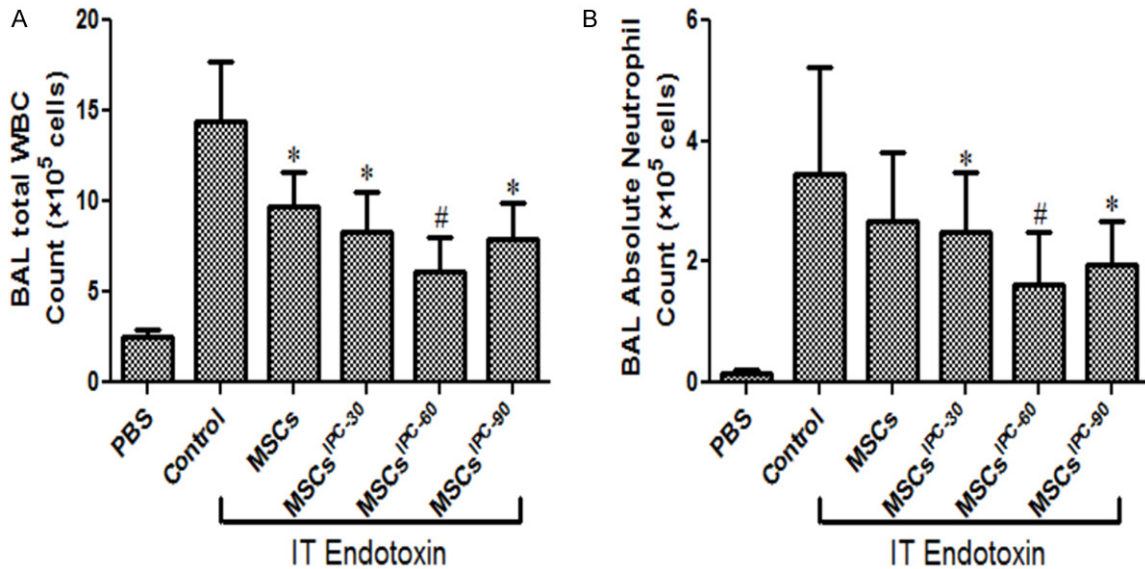 A
BAL total WBC
Count (×10⁵ cells)
20
15
10
5
0
*
*
#
*
PBS
Control
MSCs
MSCs^IPC-30
MSCs^IPC-60
MSCs^IPC-90
IT Endotoxin
B
BAL Absolute Neutrophil
Count (×10⁵ cells)
6
4
2
0
*
#
*
PBS
Control
MSCs
MSCs^IPC-30
MSCs^IPC-60
MSCs^IPC-90
IT Endotoxin